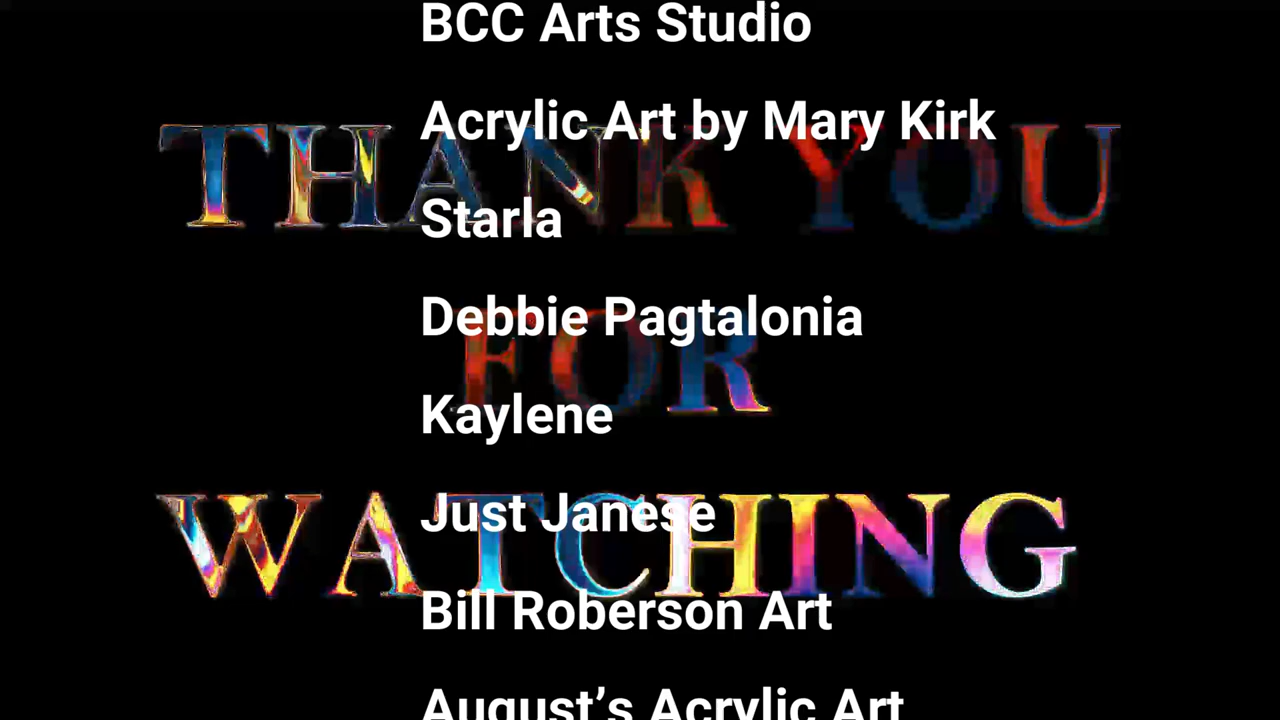 BCC Arts Studio
Acrylic Art by Mary Kirk
THANK YOU
Starla
Debbie Pagtalonia
FOR
Kaylene
Just Janese
WATCHING
Bill Roberson Art
August’s Acrylic Art